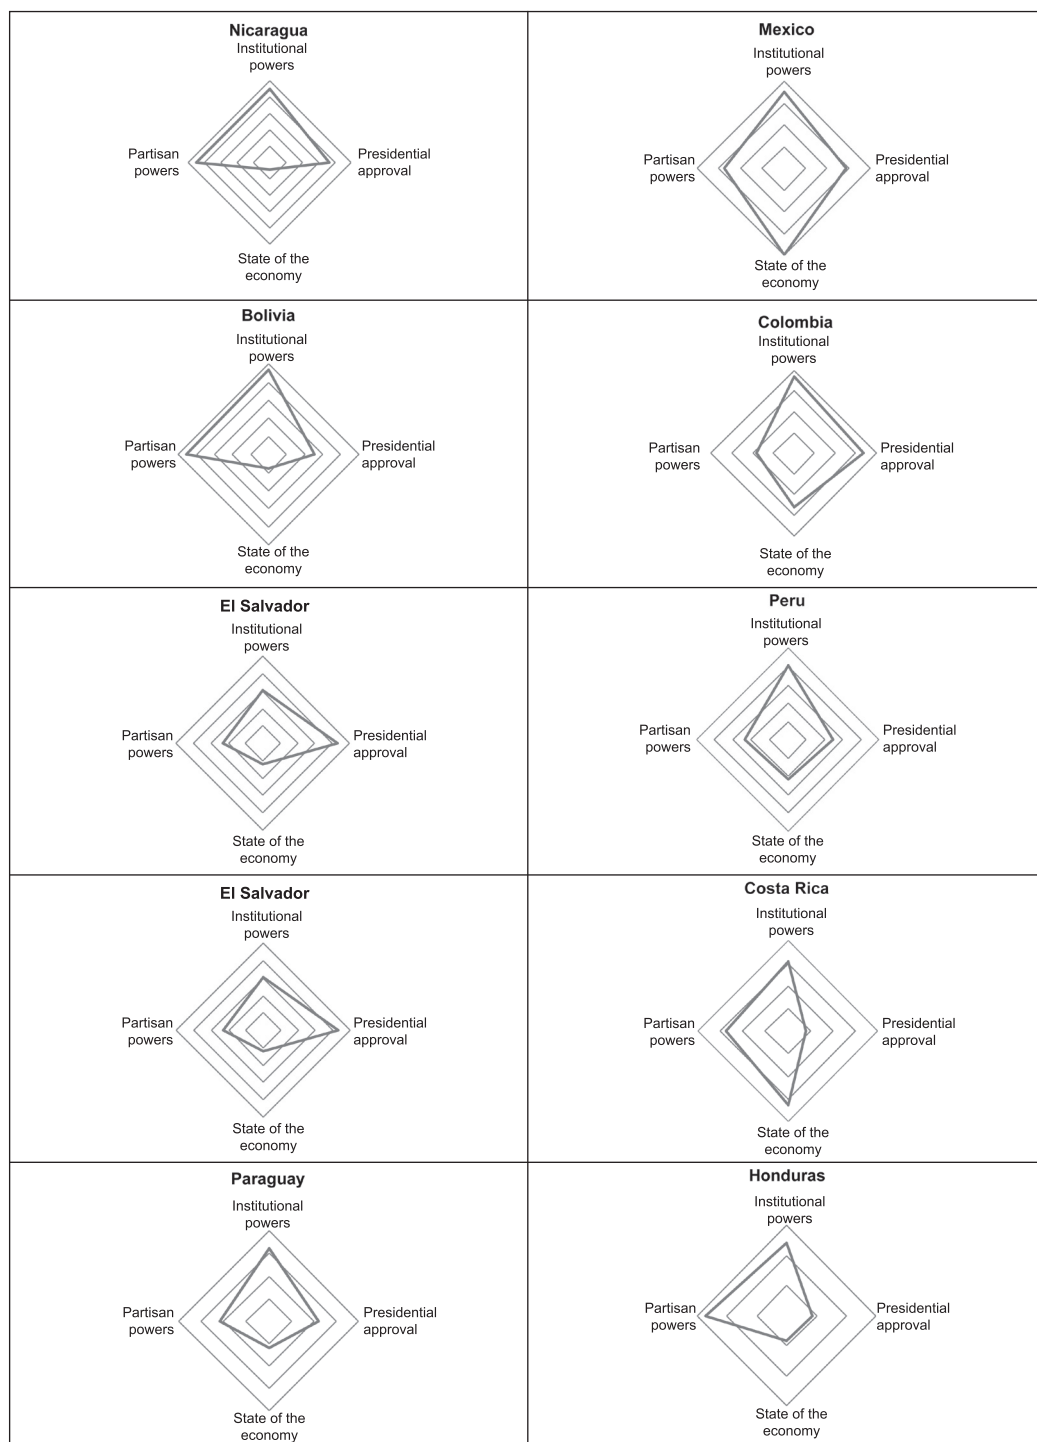 Nicaragua
Institutional
powers
Partisan
powers
Presidential
approval
State of the
economy
Mexico
Institutional
powers
Partisan
powers
Presidential
approval
State of the
economy
Bolivia
Institutional
powers
Partisan
powers
Presidential
approval
State of the
economy
Colombia
Institutional
powers
Partisan
powers
Presidential
approval
State of the
economy
El Salvador
Institutional
powers
Partisan
powers
Presidential
approval
State of the
economy
Peru
Institutional
powers
Partisan
powers
Presidential
approval
State of the
economy
El Salvador
Institutional
powers
Partisan
powers
Presidential
approval
State of the
economy
Costa Rica
Institutional
powers
Partisan
powers
Presidential
approval
State of the
economy
Paraguay
Institutional
powers
Partisan
powers
Presidential
approval
State of the
economy
Honduras
Institutional
powers
Partisan
powers
Presidential
approval
State of the
economy